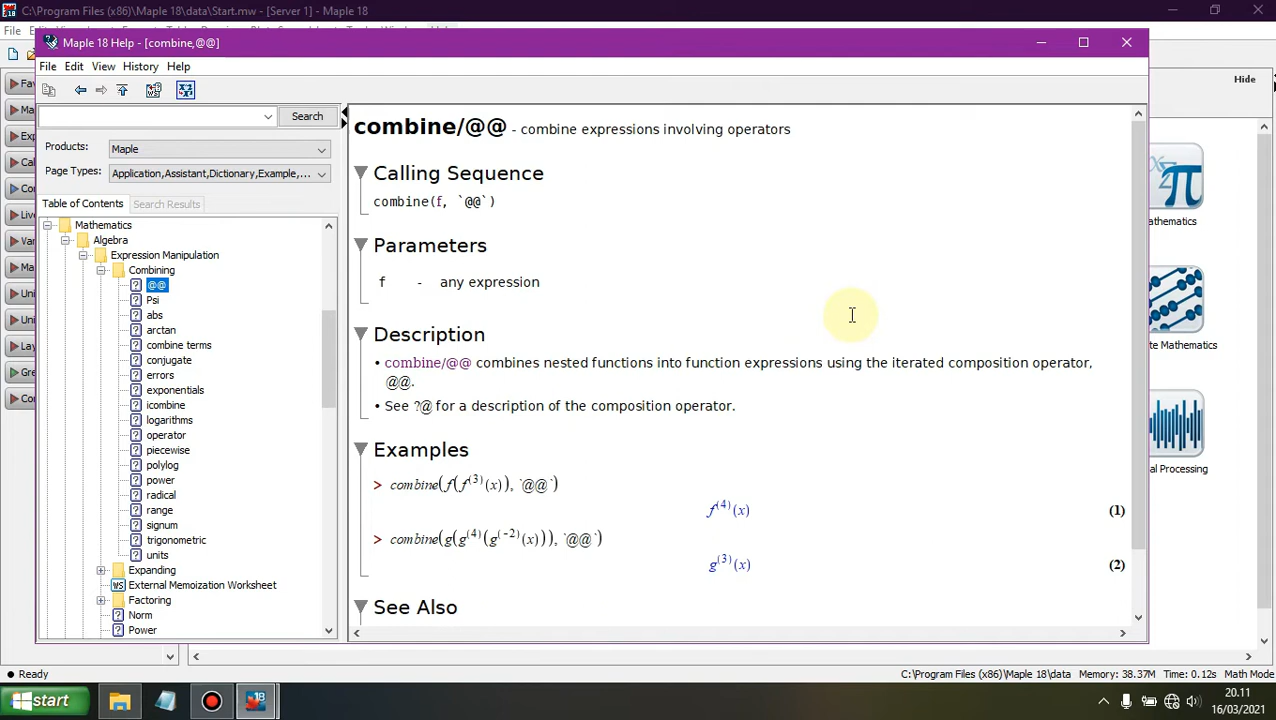 C:\Program Files (x86)\Maple 18\data\Start.mw - [Server 1] - Maple 18
File
Maple 18 Help - [combine,@@]
Hide
File Edit View History Help
Search
Products: Maple
Page Types: Application,Assistant,Dictionary,Example,...
Table of Contents Search Results
Mathematics
Algebra
Expression Manipulation
Combining
@@
Psi
abs
arctan
combine terms
conjugate
errors
exponentials
icombine
logarithms
operator
piecewise
polylog
power
radical
range
signum
trigonometric
units
Expanding
External Memoization Worksheet
Factoring
Norm
Power
combine/@@ - combine expressions involving operators
Calling Sequence
combine(f, `@@`)
Parameters
f - any expression
Description
• combine/@@ combines nested functions into function expressions using the iterated composition operator,
@@.
• See ?@ for a description of the composition operator.
Examples
> combine(f(f^(3)(x)), `@@`)
f^(4)(x) (1)
> combine(g(g^(4)(g^(-2)(x))), `@@`)
g^(3)(x) (2)
See Also
Ready
C:\Program Files (x86)\Maple 18\data Memory: 38.37M Time: 0.12s Math Mode
start
18
20.11
16/03/2021